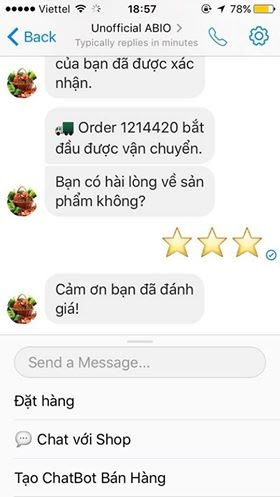 Viettel 18:57 78%
Back Unofficial ABIO >
Typically replies in minutes
của bạn đã được xác
nhận.
🚛 Order 1214420 bắt
đầu được vận chuyển.
Bạn có hài lòng về sản
phẩm không?
⭐⭐⭐
Cảm ơn bạn đã đánh
giá!
Send a Message...
Đặt hàng
💬 Chat với Shop
Tạo ChatBot Bán Hàng